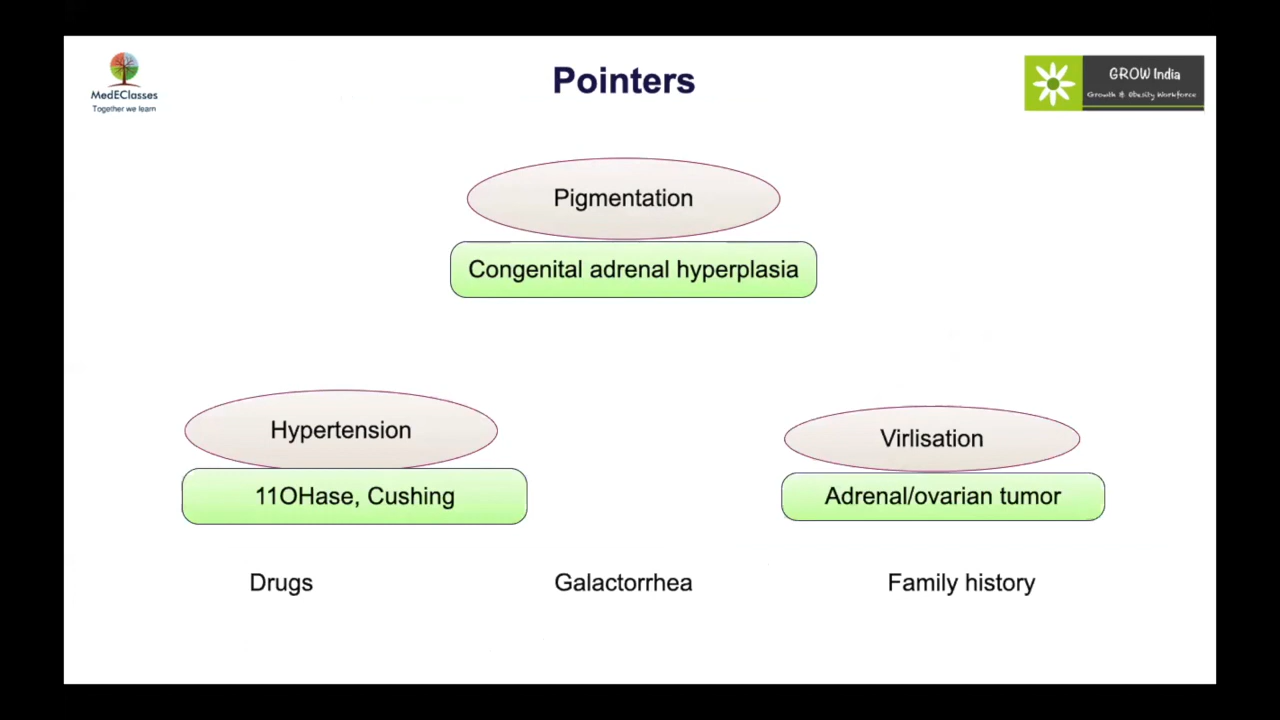 MedEClasses
Together we learn
Pointers
GROW India
Growth & Obesity Workforce
Pigmentation
Congenital adrenal hyperplasia
Hypertension
11OHase, Cushing
Virlisation
Adrenal/ovarian tumor
Drugs
Galactorrhea
Family history